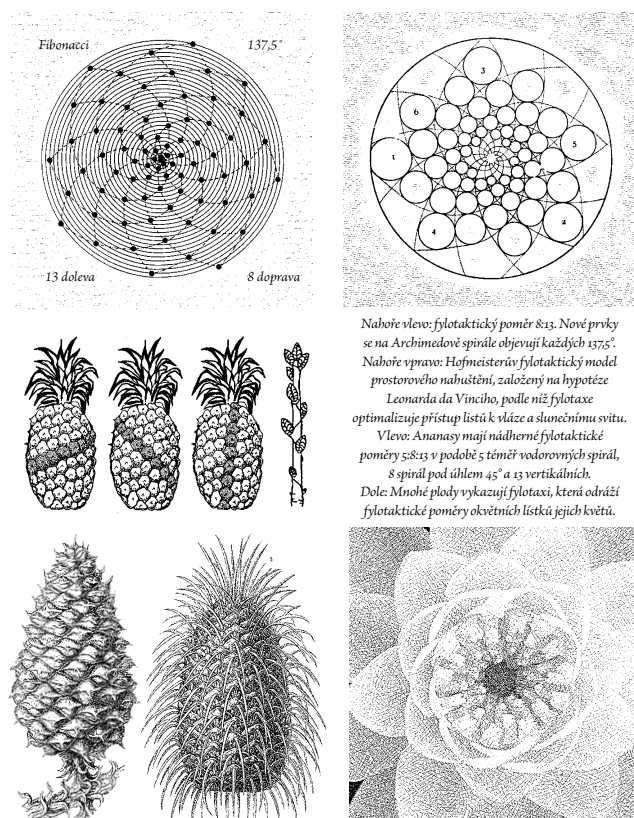 Fibonacci
137,5˚
13 doleva
8 doprava
3
6
5
1
4
2
Nahoře vlevo: fylotaktický poměr 8:13. Nové prvky
se na Archimedově spirále objevují každých 137,5˚.
Nahoře vpravo: Hofmeisterův fylotaktický model
prostorového nahuštění, založený na hypotéze
Leonarda da Vinciho, podle níž fylotaxe
optimalizuje přístup listů k vláze a slunečnímu svitu.
Vlevo: Ananasy mají nádherné fylotaktické
poměry 5:8:13 v podobě 5 téměř vodorovných spirál,
8 spirál pod úhlem 45˚ a 13 vertikálních.
Dole: Mnohé plody vykazují fylotaxi, která odráží
fylotaktické poměry okvětních lístků jejich květů.
3